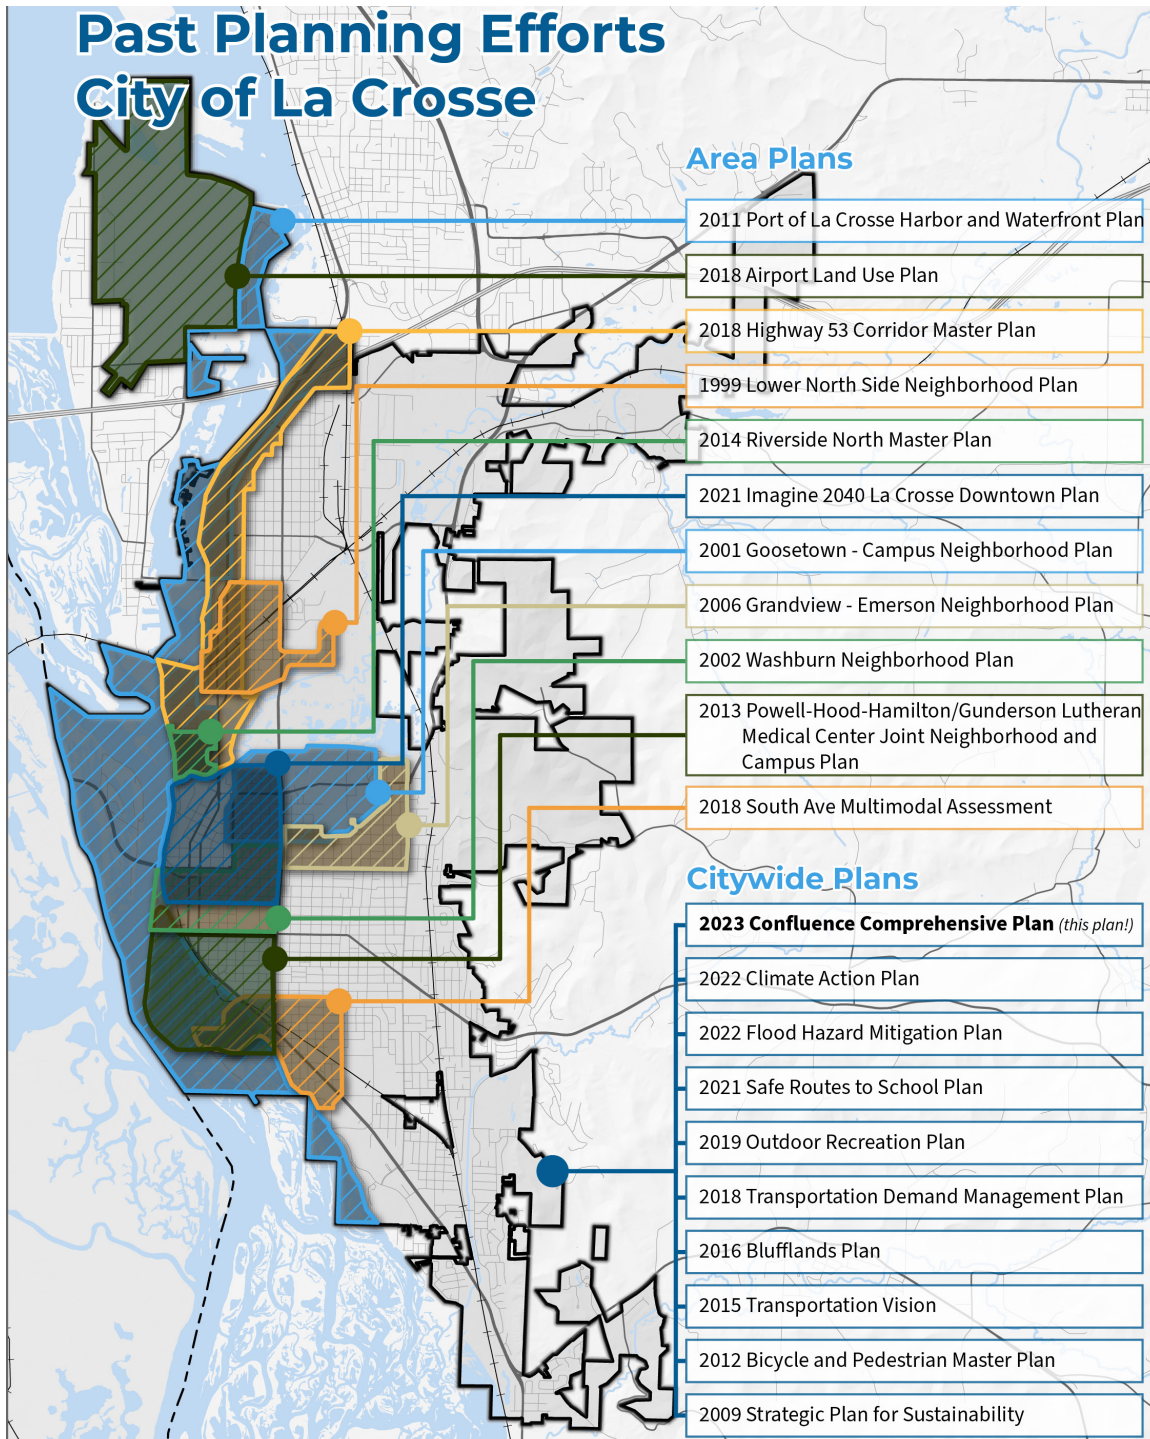 Past Planning Efforts
City of La Crosse
Area Plans
2011 Port of La Crosse Harbor and Waterfront Plan
2018 Airport Land Use Plan
2018 Highway 53 Corridor Master Plan
1999 Lower North Side Neighborhood Plan
2014 Riverside North Master Plan
2021 Imagine 2040 La Crosse Downtown Plan
2001 Goosetown - Campus Neighborhood Plan
2006 Grandview - Emerson Neighborhood Plan
2002 Washburn Neighborhood Plan
2013 Powell-Hood-Hamilton/Gunderson Lutheran
Medical Center Joint Neighborhood and
Campus Plan
2018 South Ave Multimodal Assessment
Citywide Plans
2023 Confluence Comprehensive Plan (this plan!)
2022 Climate Action Plan
2022 Flood Hazard Mitigation Plan
2021 Safe Routes to School Plan
2019 Outdoor Recreation Plan
2018 Transportation Demand Management Plan
2016 Blufflands Plan
2015 Transportation Vision
2012 Bicycle and Pedestrian Master Plan
2009 Strategic Plan for Sustainability